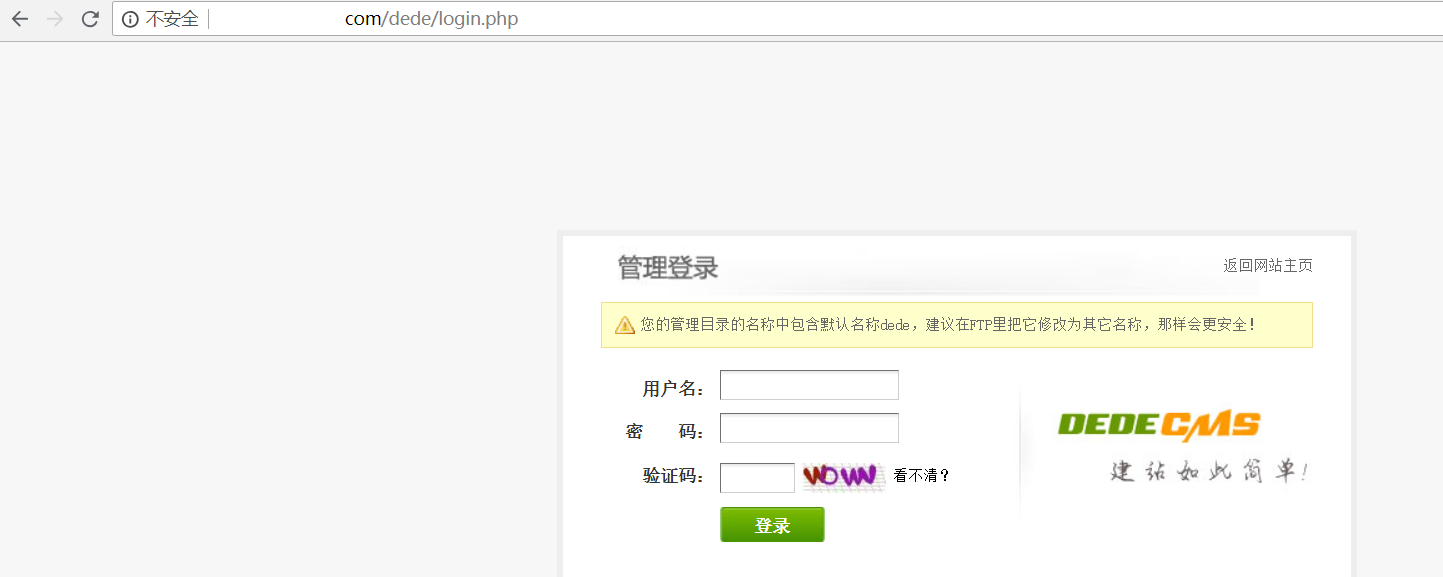 不安全 com/dede/login.php
管理登录 返回网站主页
您的管理目录的名称中包含默认名称dede，建议在FTP里把它修改为其它名称，那样会更安全！
用户名：
密 码：
DEDECMS
建站如此简单！
验证码： 看不清？
登录